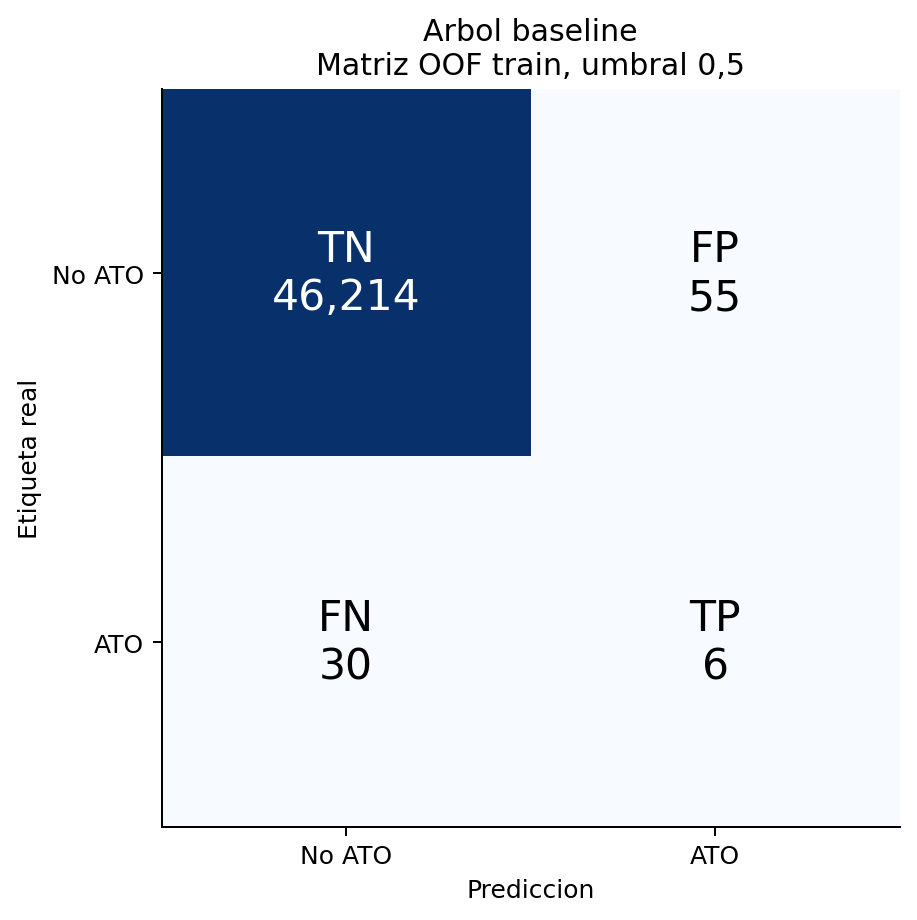 Arbol baseline
Matriz OOF train, umbral 0,5
Etiqueta real
No ATO
TN
46,214
FP
55
ATO
FN
30
TP
6
No ATO
ATO
Prediccion